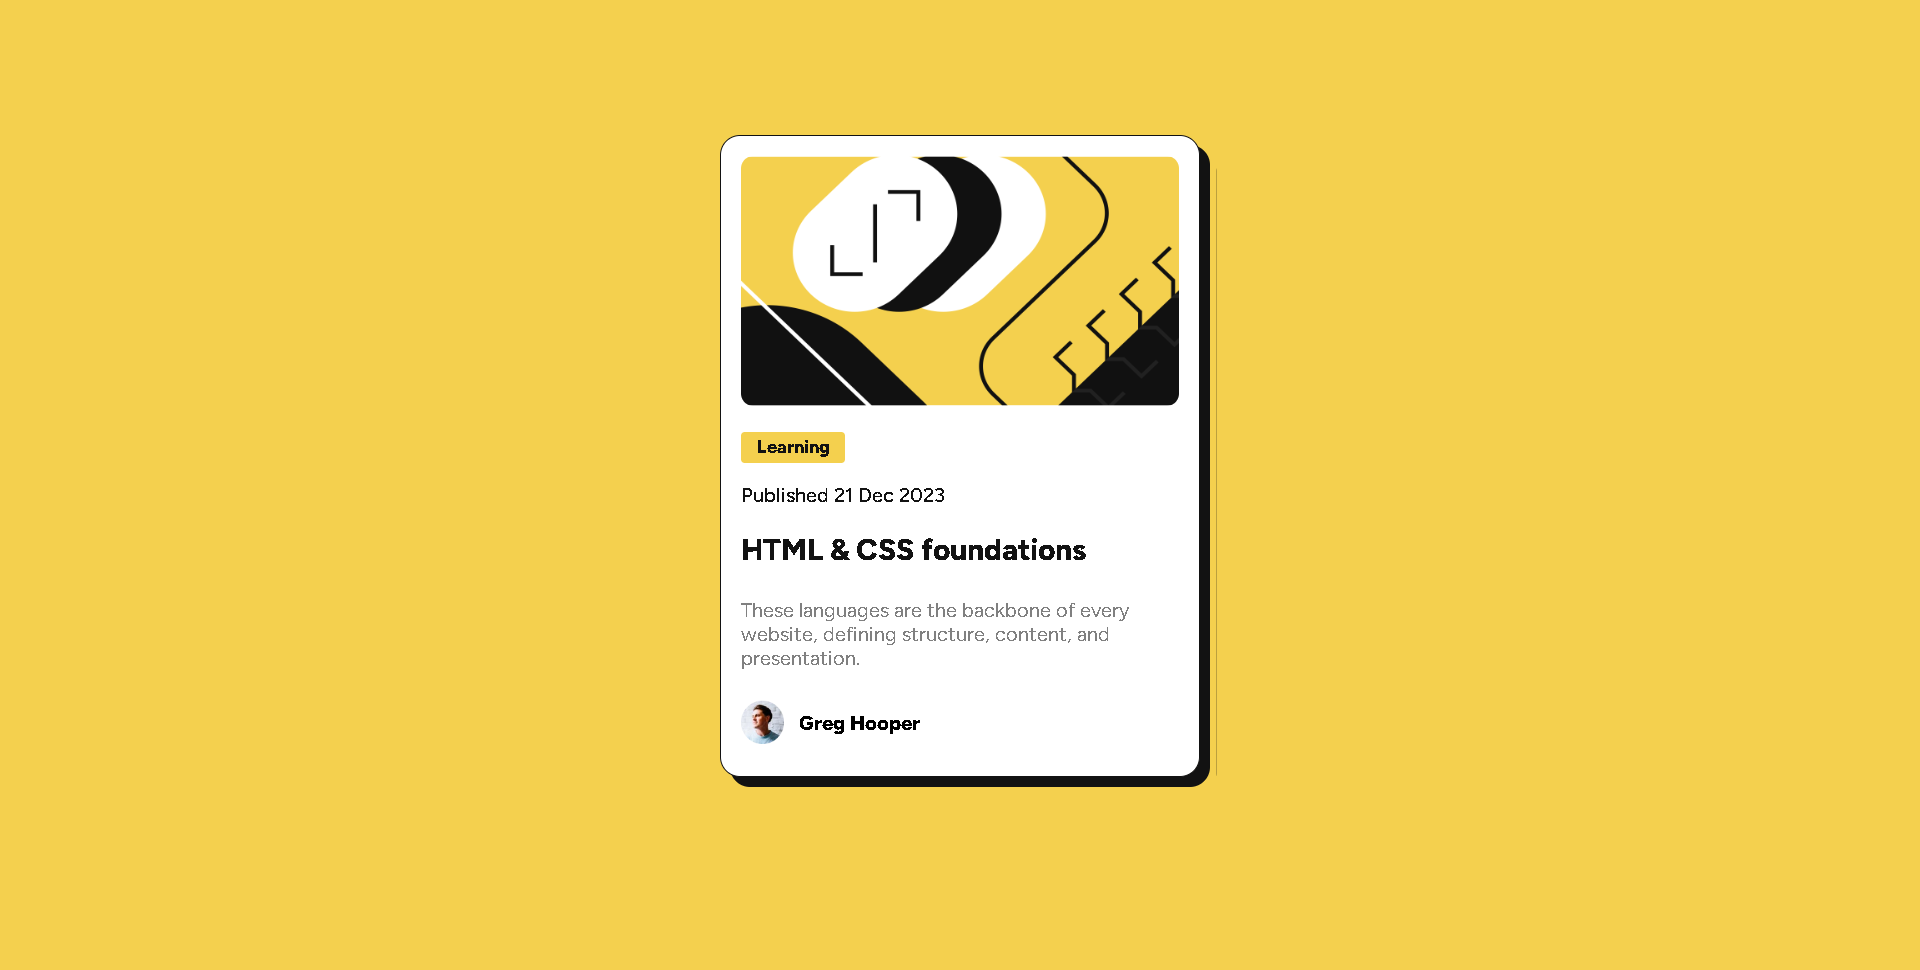 Learning
Published 21 Dec 2023
HTML & CSS foundations
These languages are the backbone of every
website, defining structure, content, and
presentation.
Greg Hooper